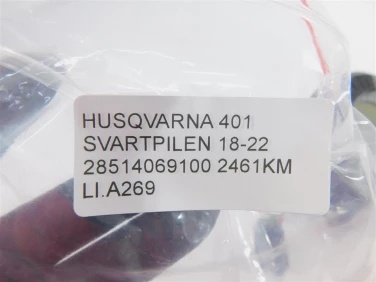 HUSQVARNA 401
SVARTPILEN 18-22
28514069100 2461KM
LI.A269